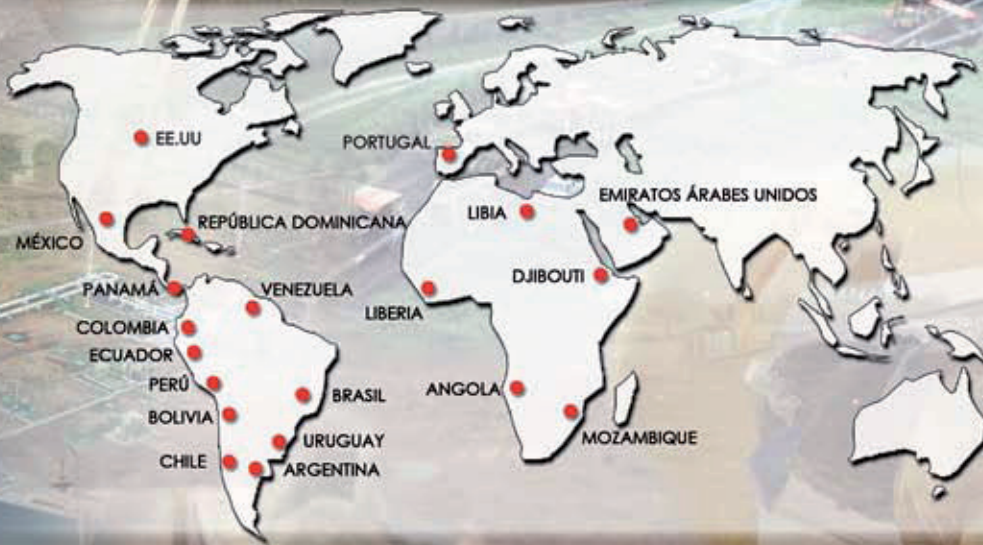 EE.UU
PORTUGAL
EMIRATOS ÁRABES UNIDOS
REPÚBLICA DOMINICANA
LIBIA
MÉXICO
DJIBOUTI
PANAMÁ
VENEZUELA
LIBERIA
COLOMBIA
ECUADOR
PERÚ
BRASIL
ANGOLA
BOLIVIA
URUGUAY
MOZAMBIQUE
CHILE
ARGENTINA